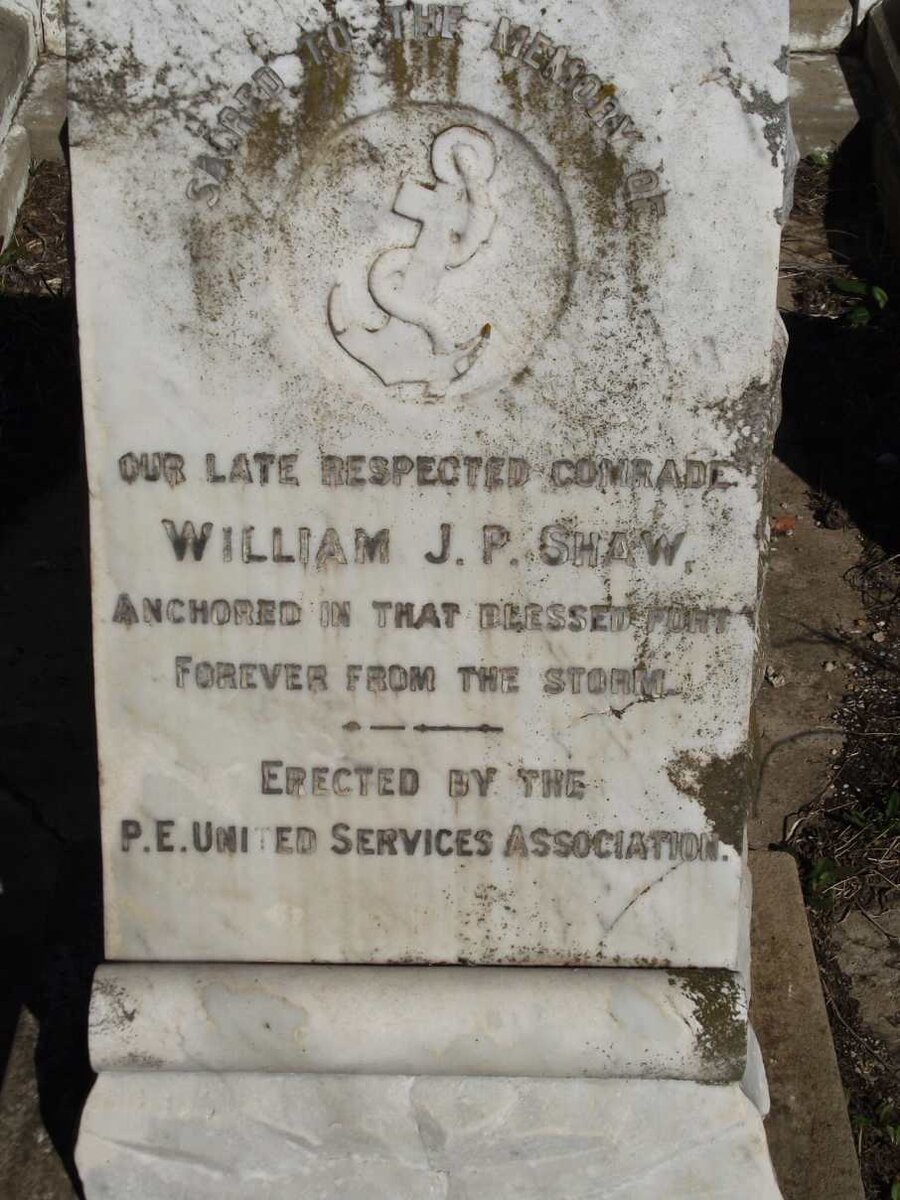 SACRED TO THE MEMORY OF
OUR LATE RESPECTED COMRADE
WILLIAM J. P. SHAW,
ANCHORED IN THAT BLESSED PORT
FOREVER FROM THE STORM.
ERECTED BY THE
P.E. UNITED SERVICES ASSOCIATION.